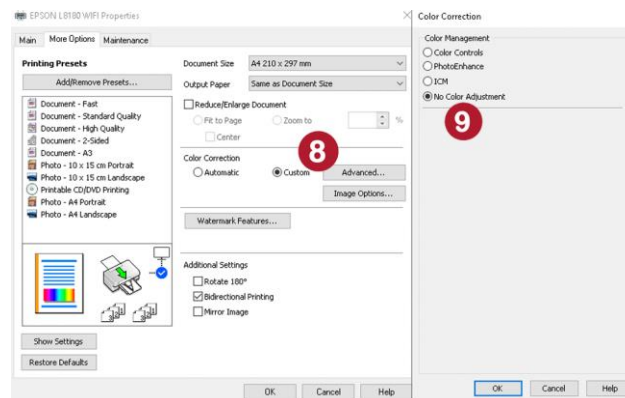 EPSON L8180 WIFI Properties
Main More Options Maintenance
Printing Presets
Add/Remove Presets...
Document - Fast
Document - Standard Quality
Document - High Quality
Document - 2-Sided
Document - A3
Photo - 10 x 15 cm Portrait
Photo - 10 x 15 cm Landscape
Printable CD/DVD Printing
Photo - A4 Portrait
Photo - A4 Landscape
Show Settings
Restore Defaults
Document Size A4 210 x 297 mm
Output Paper Same as Document Size
Reduce/Enlarge Document
Fit to Page Zoom to %
Center
8
Color Correction
Automatic Custom Advanced...
Image Options...
Watermark Features...
Additional Settings
Rotate 180°
Bidirectional Printing
Mirror Image
OK Cancel Help
Color Correction
Color Management
Color Controls
PhotoEnhance
ICM
No Color Adjustment
9
OK Cancel Help